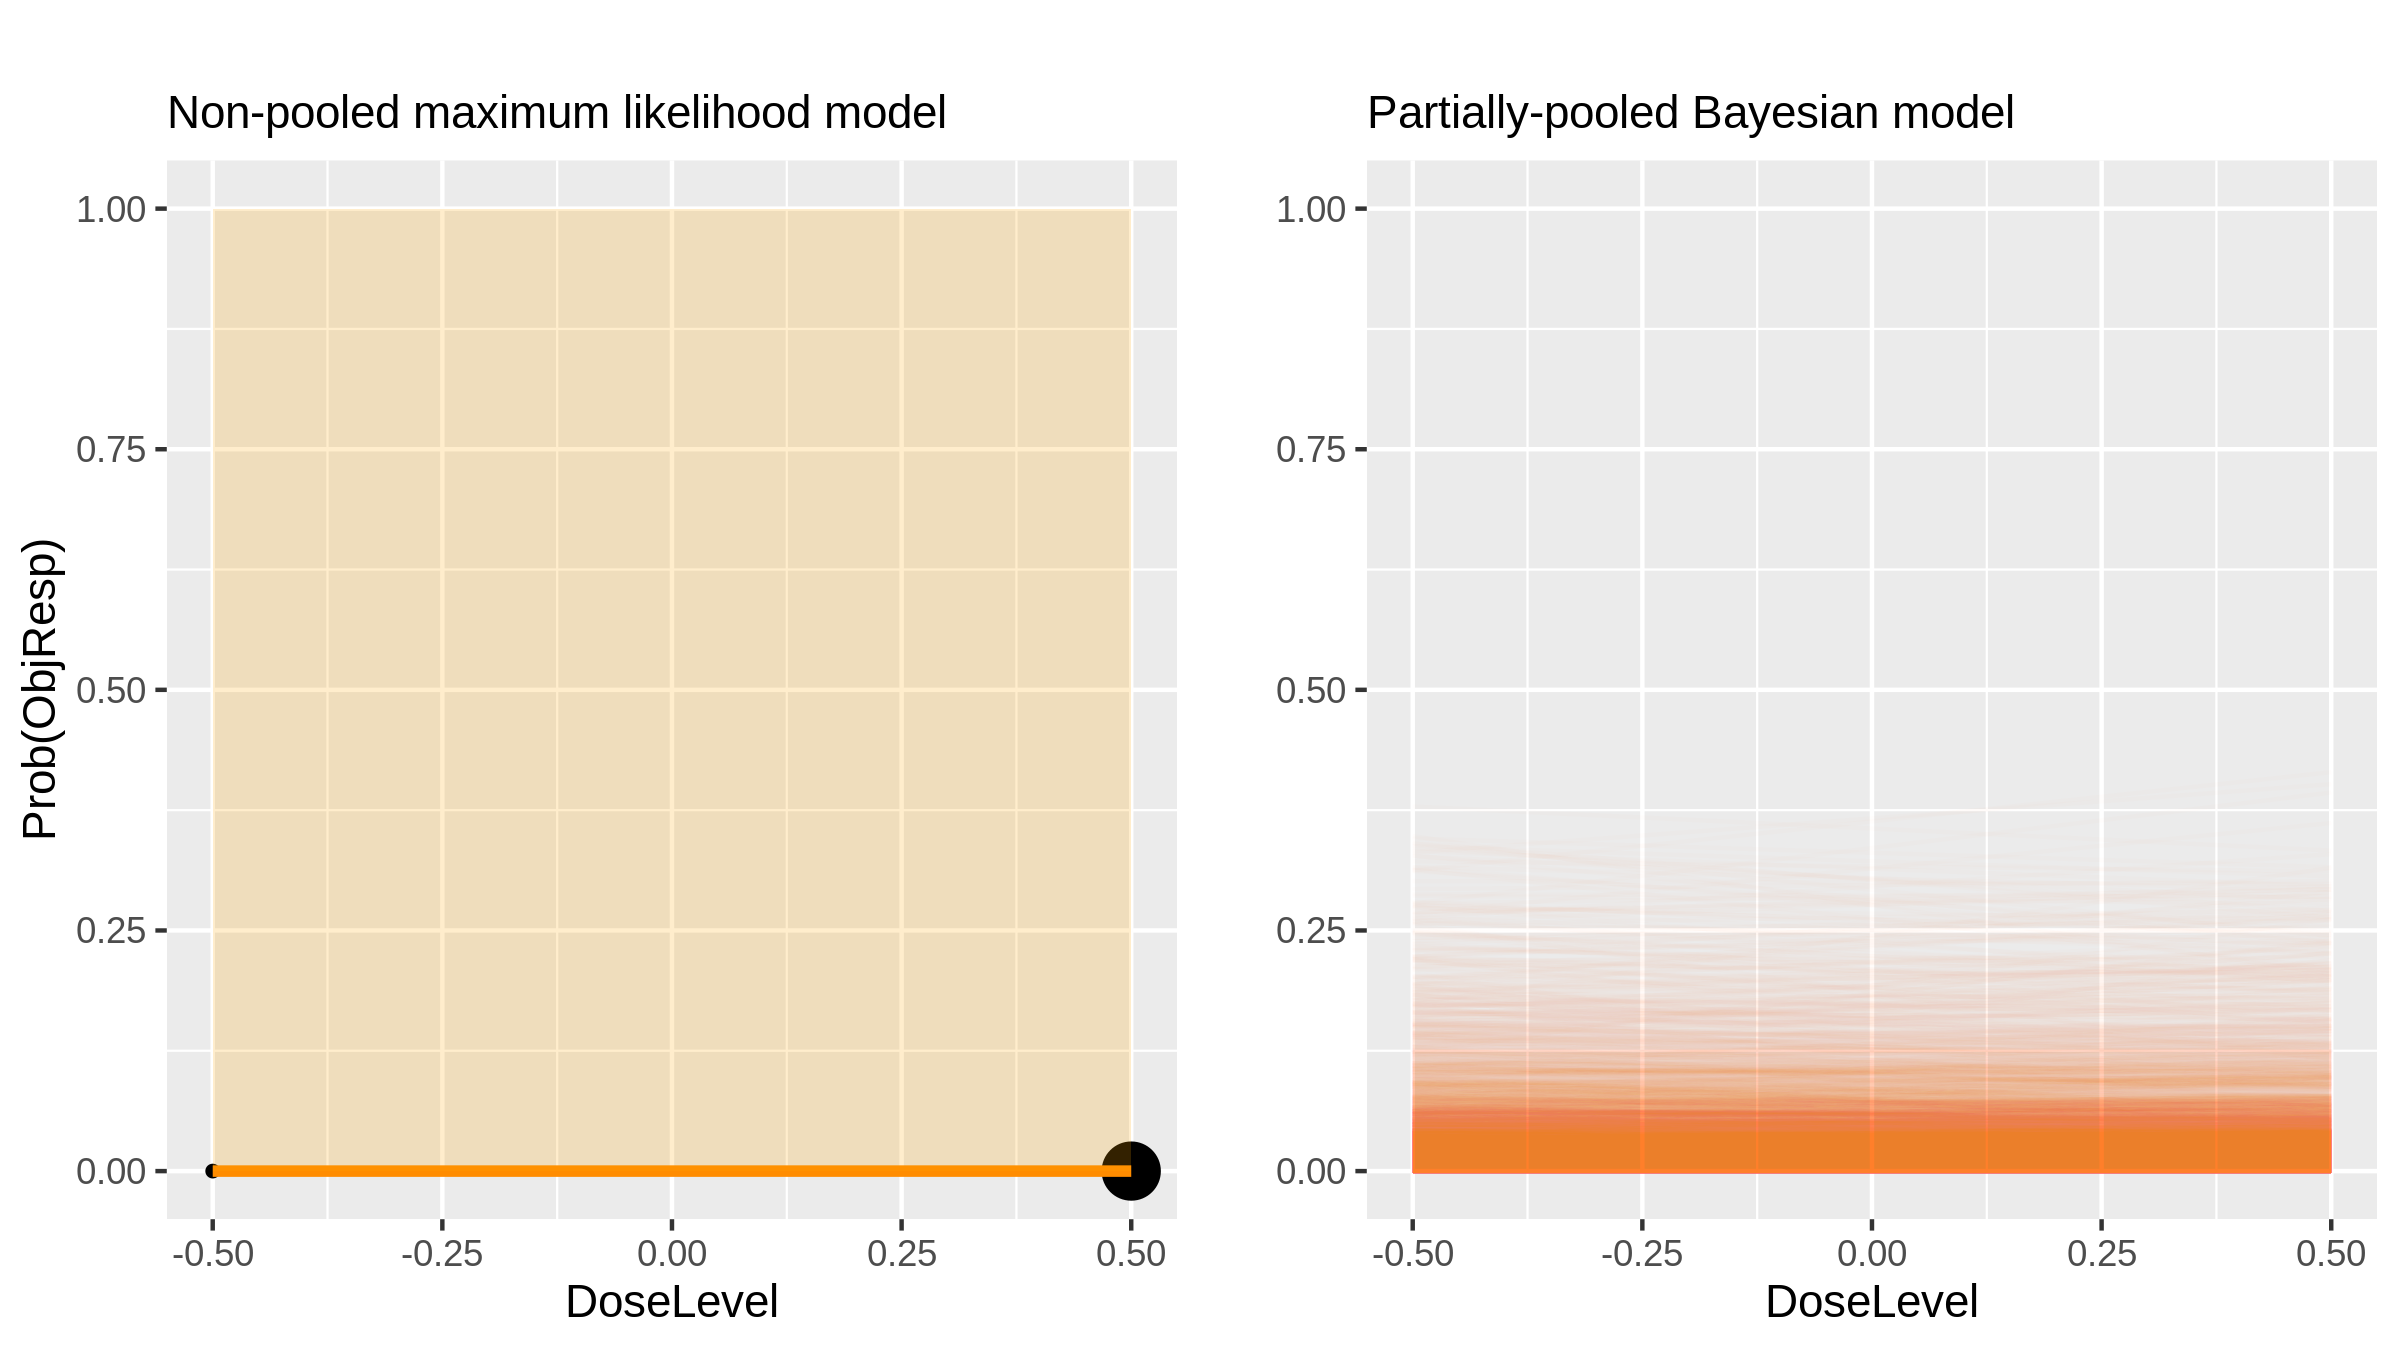 Non-pooled maximum likelihood model
Prob(ObjResp)
1.00
0.75
0.50
0.25
0.00
-0.50 -0.25 0.00 0.25 0.50
DoseLevel
Partially-pooled Bayesian model
1.00
0.75
0.50
0.25
0.00
-0.50 -0.25 0.00 0.25 0.50
DoseLevel